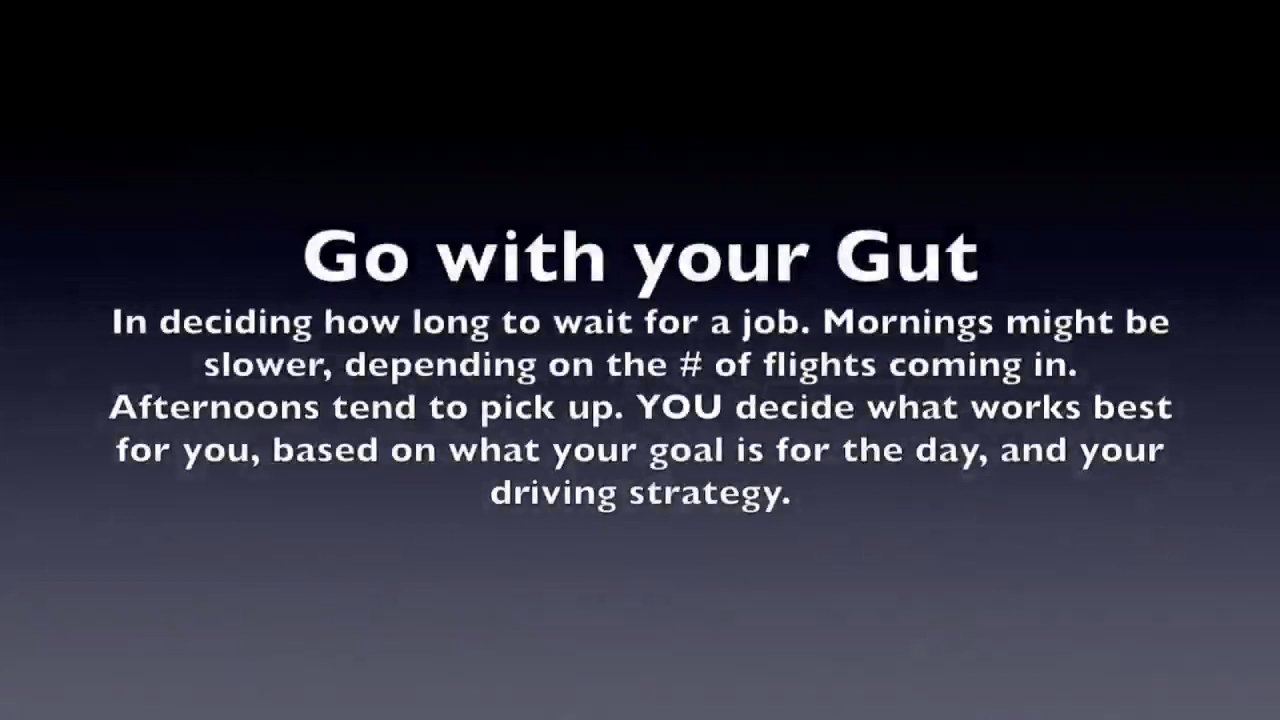 Go with your Gut
In deciding how long to wait for a job. Mornings might be
slower, depending on the # of flights coming in.
Afternoons tend to pick up. YOU decide what works best
for you, based on what your goal is for the day, and your
driving strategy.